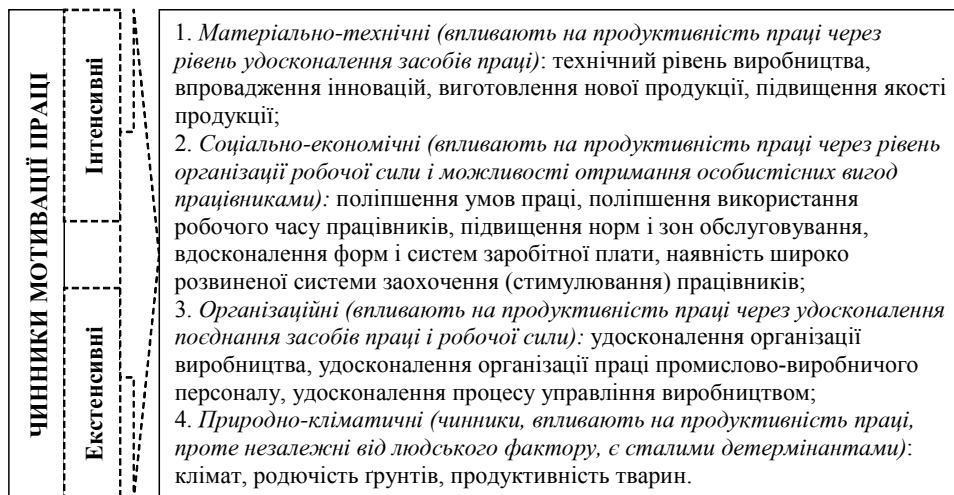 ЧИННИКИ МОТИВАЦІЇ ПРАЦІ
Інтенсивні
Екстенсивні
1. Матеріально-технічні (впливають на продуктивність праці через
рівень удосконалення засобів праці): технічний рівень виробництва,
впровадження інновацій, виготовлення нової продукції, підвищення якості
продукції;
2. Соціально-економічні (впливають на продуктивність праці через рівень
організації робочої сили і можливості отримання особистісних вигод
працівниками): поліпшення умов праці, поліпшення використання
робочого часу працівників, підвищення норм і зон обслуговування,
вдосконалення форм і систем заробітної плати, наявність широко
розвиненої системи заохочення (стимулювання) працівників;
3. Організаційні (впливають на продуктивність праці через удосконалення
поєднання засобів праці і робочої сили): удосконалення організації
виробництва, удосконалення організації праці промислово-виробничого
персоналу, удосконалення процесу управління виробництвом;
4. Природно-кліматичні (чинники, впливають на продуктивність праці,
проте незалежні від людського фактору, є сталими детермінантами):
клімат, родючість ґрунтів, продуктивність тварин.